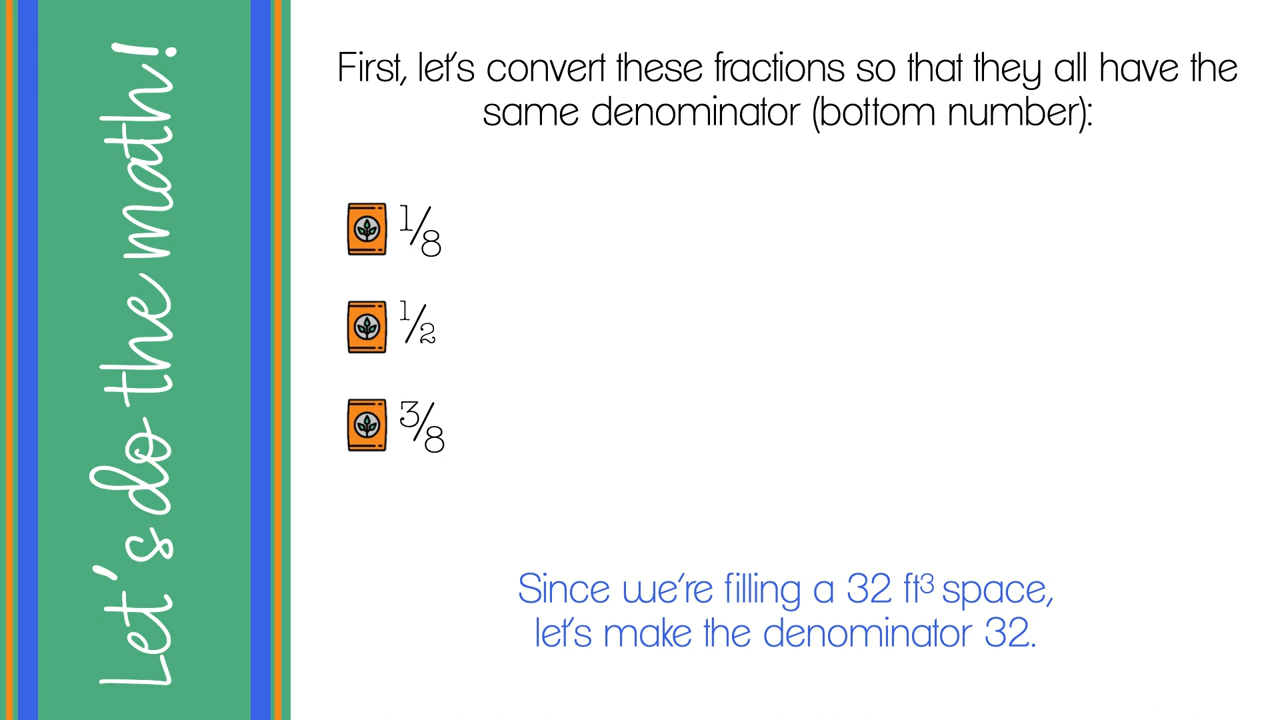 Let's do the math!
First, let's convert these fractions so that they all have the
same denominator (bottom number):
1/8
1/2
3/8
Since we're filling a 32 ft³ space,
let's make the denominator 32.